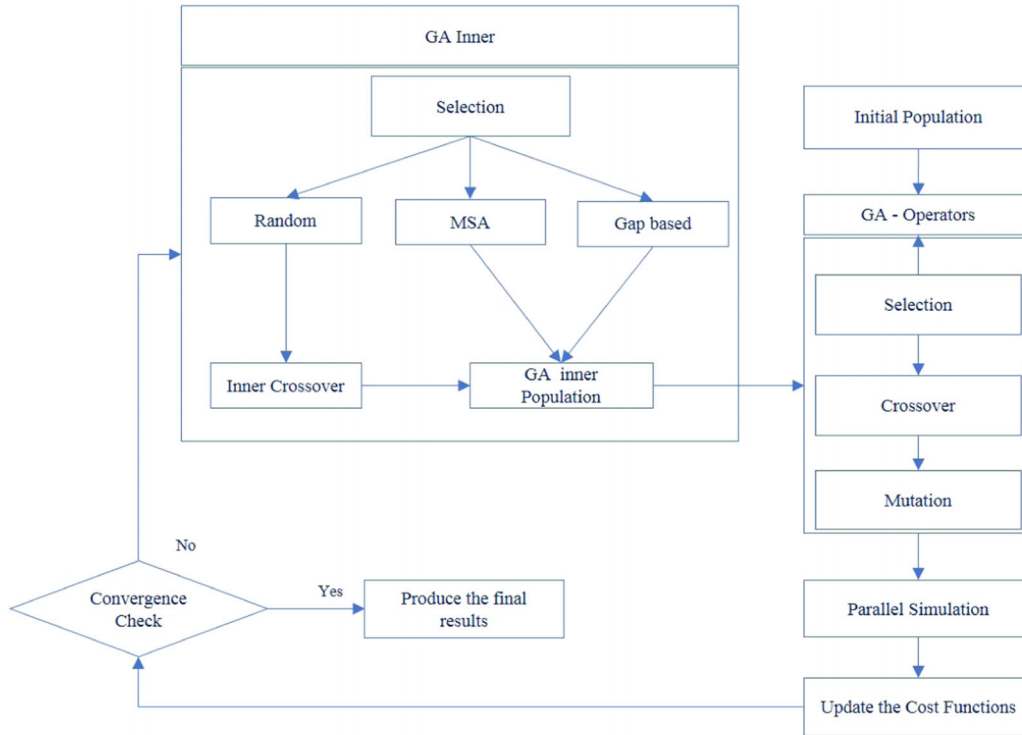 GA Inner
Selection
Initial Population
Random
MSA
Gap based
GA - Operators
Selection
Inner Crossover
GA inner
Population
Crossover
Mutation
No
Convergence
Check
Yes
Produce the final
results
Parallel Simulation
Update the Cost Functions